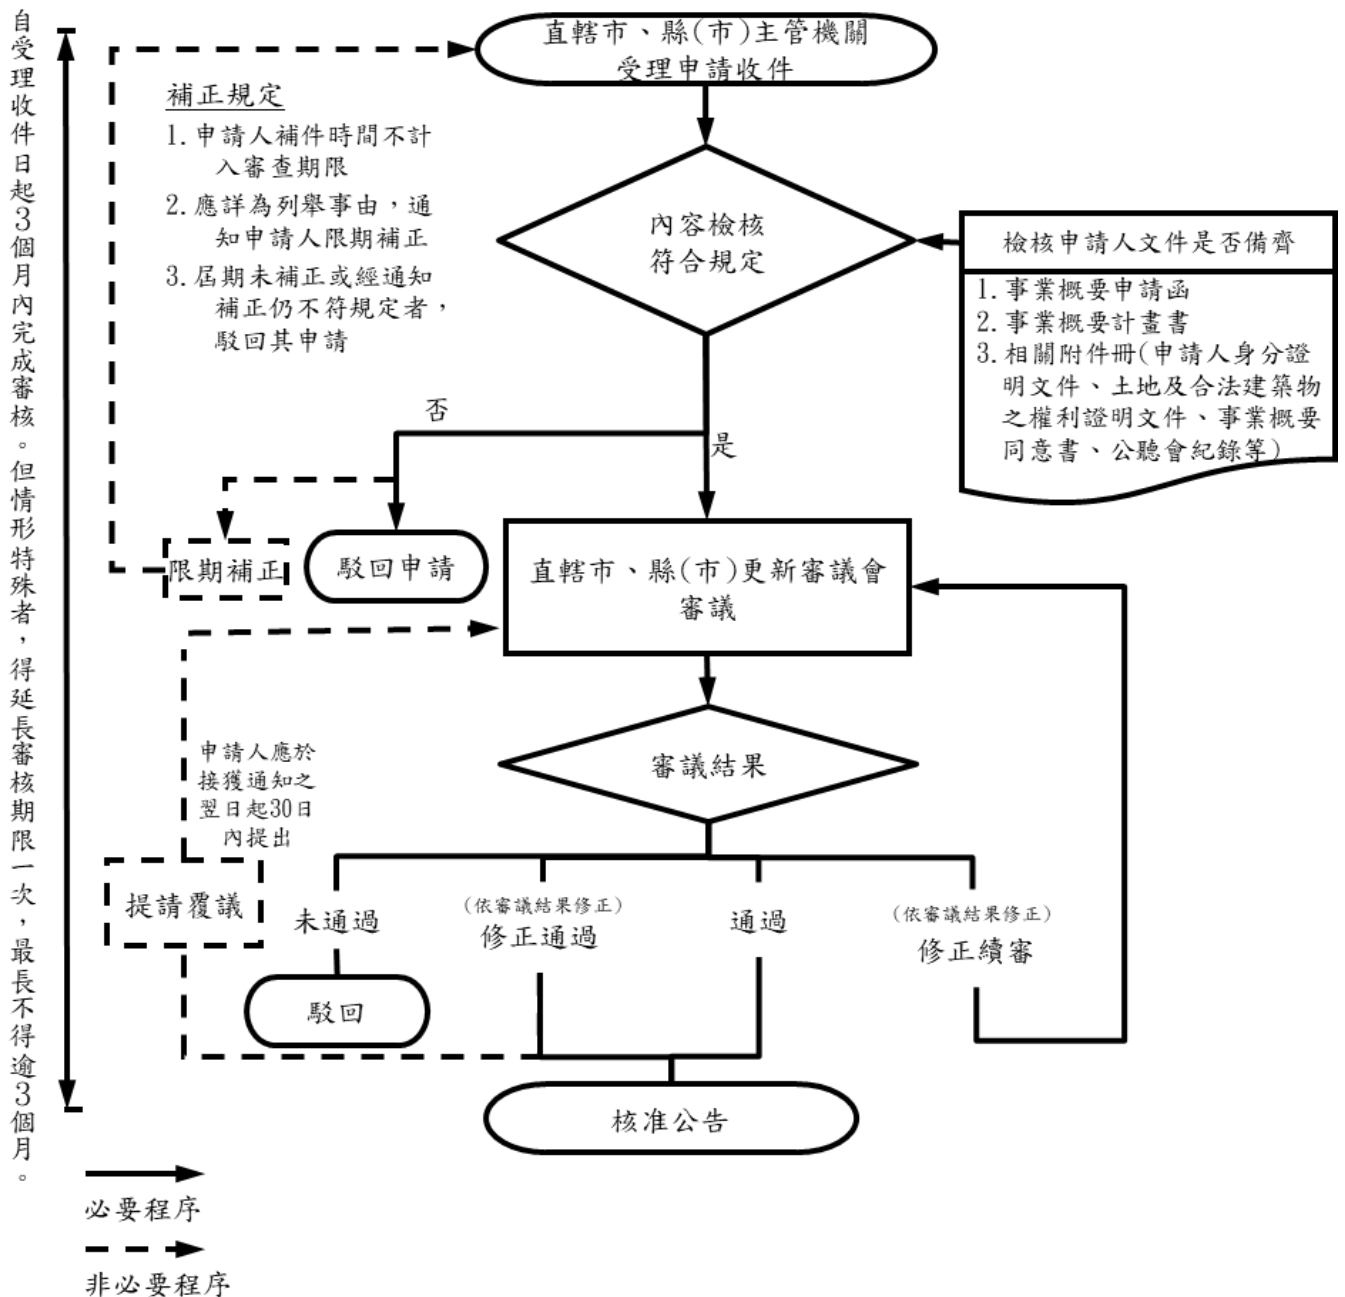 自受理收件日起3個月內完成審核。但情形特殊者，得延長審核期限一次，最長不得逾3個月。
直轄市、縣(市)主管機關
受理申請收件
補正規定
1.申請人補件時間不計
入審查期限
2.應詳為列舉事由，通
知申請人限期補正
3.屆期未補正或經通知
補正仍不符規定者，
駁回其申請
內容檢核
符合規定
檢核申請人文件是否備齊
1.事業概要申請函
2.事業概要計畫書
3.相關附件冊(申請人身分證
明文件、土地及合法建築物
之權利證明文件、事業概要
同意書、公聽會紀錄等)
否
是
限期補正
駁回申請
直轄市、縣(市)更新審議會
審議
審議結果
申請人應於
接獲通知之
翌日起30日
內提出
提請覆議
未通過
(依審議結果修正)
修正通過
通過
(依審議結果修正)
修正續審
駁回
核准公告
必要程序
非必要程序